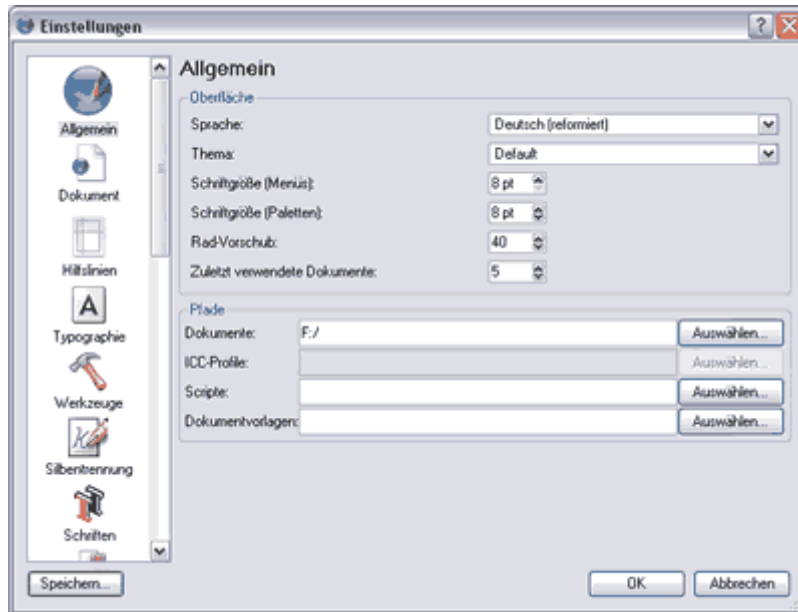 Einstellungen
Allgemein
Dokument
Hilfslinien
Typographie
Werkzeuge
Silbentrennung
Schriften
Allgemein
Oberfläche
Sprache: Deutsch (reformiert)
Thema: Default
Schriftgröße (Menüs): 8 pt
Schriftgröße (Paletten): 8 pt
Rad-Vorschub: 40
Zuletzt verwendete Dokumente: 5
Pfade
Dokumente: F:/ Auswählen...
ICC-Profile: Auswählen...
Scripte: Auswählen...
Dokumentvorlagen: Auswählen...
Speichern... OK Abbrechen